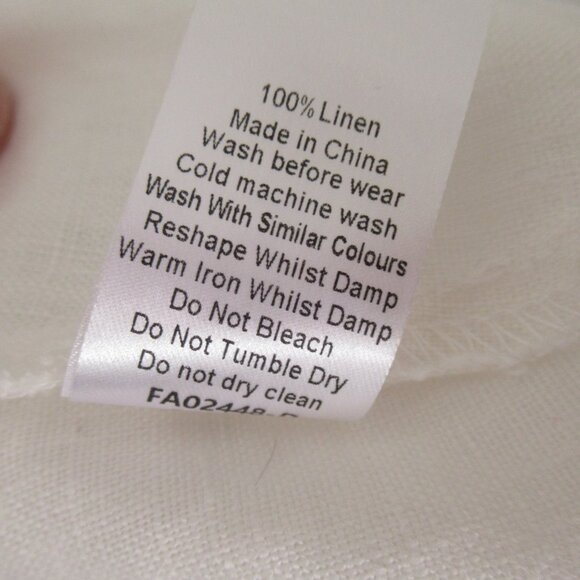 100% Linen
Made in China
Wash before wear
Cold machine wash
Wash With Similar Colours
Reshape Whilst Damp
Warm Iron Whilst Damp
Do Not Bleach
Do Not Tumble Dry
Do not dry clean